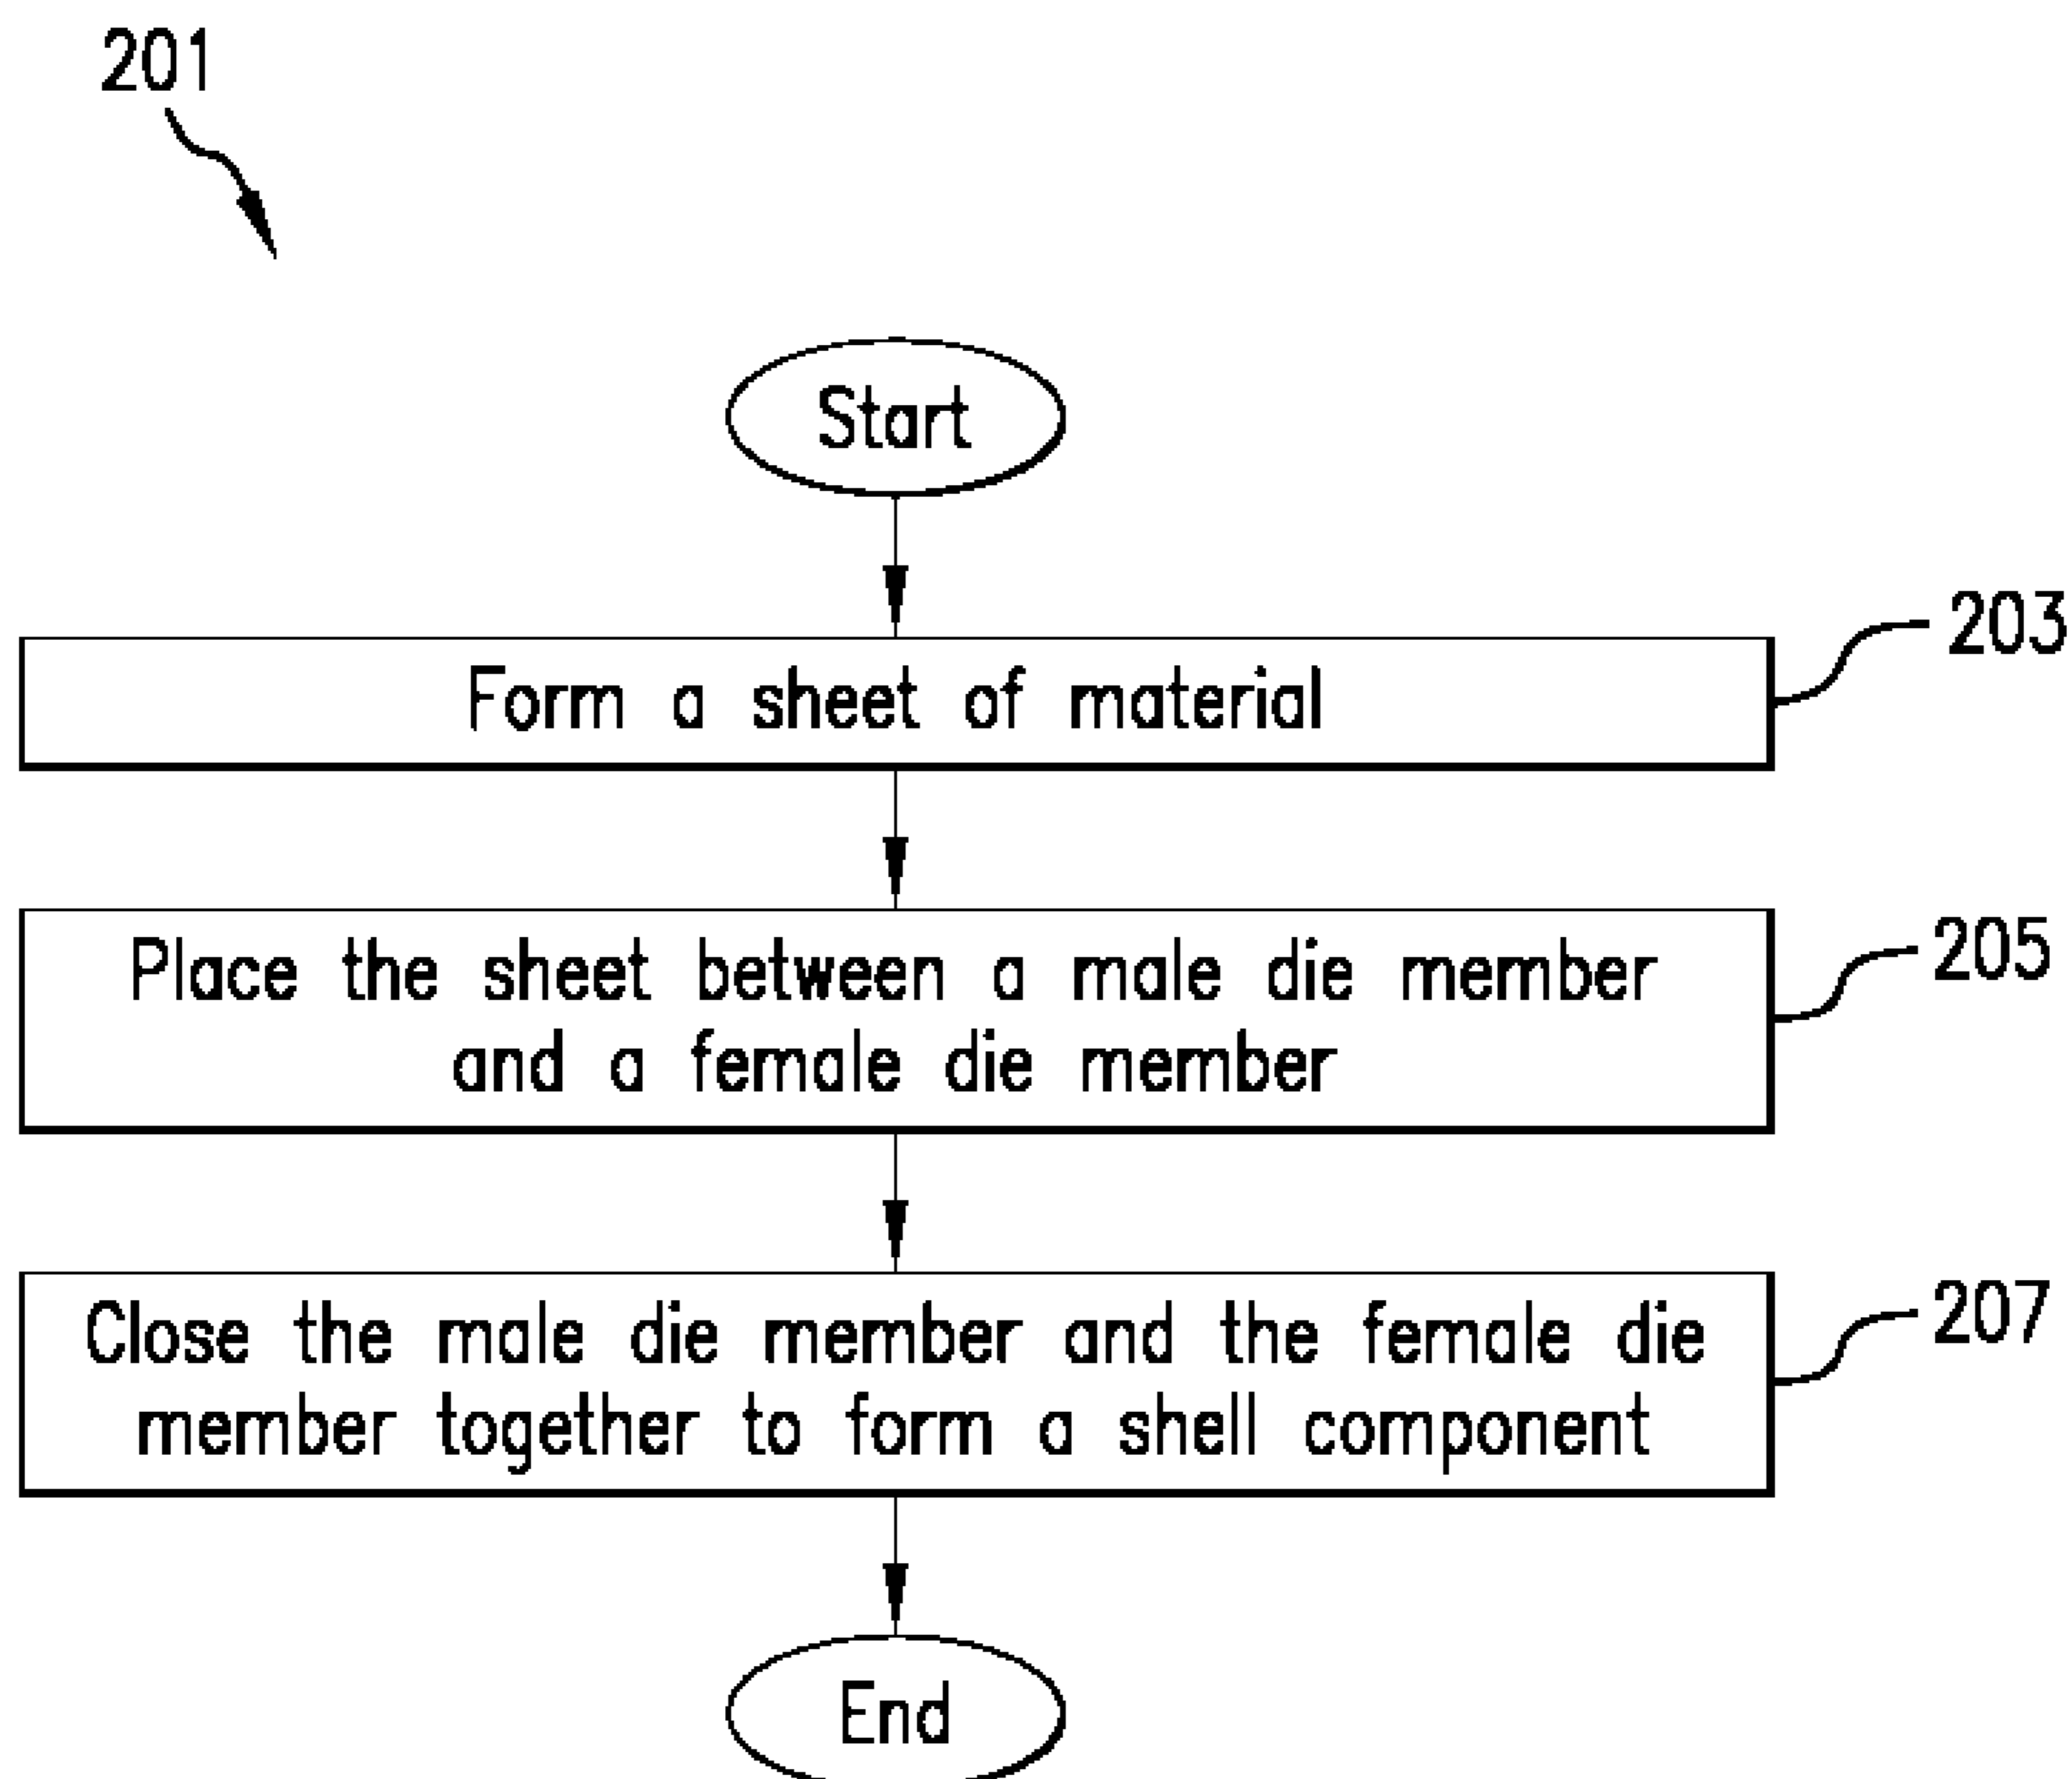 201
Start
203
Form a sheet of material
205
Place the sheet between a male die member
and a female die member
207
Close the male die member and the female die
member together to form a shell component
End